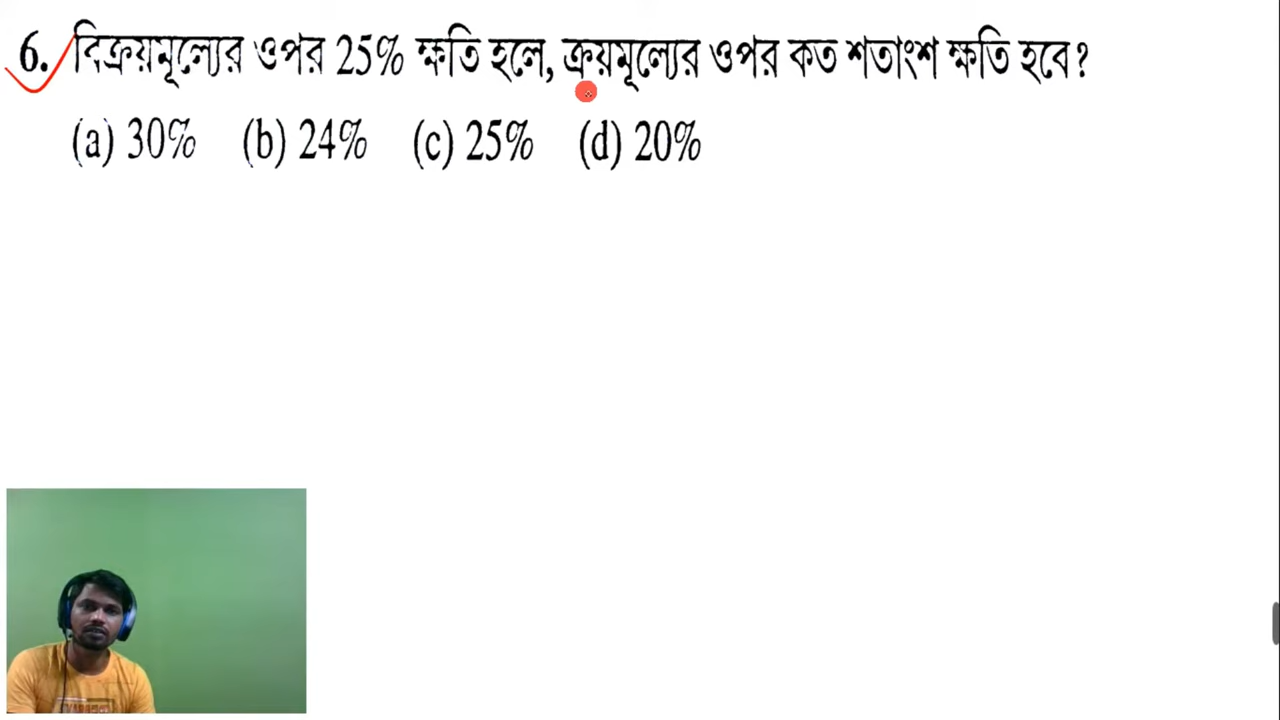 6. বিক্রয়মূল্যের ওপর 25% ক্ষতি হলে, ক্রয়মূল্যের ওপর কত শতাংশ ক্ষতি হবে?
(a) 30% (b) 24% (c) 25% (d) 20%